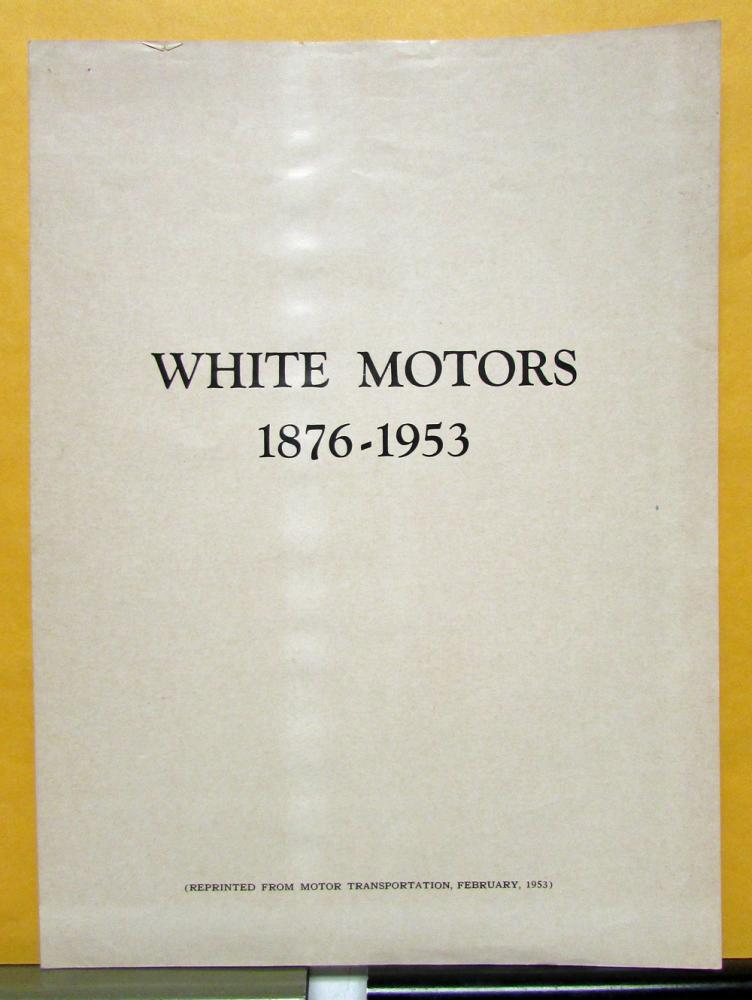 WHITE MOTORS
1876-1953
(REPRINTED FROM MOTOR TRANSPORTATION, FEBRUARY, 1953)